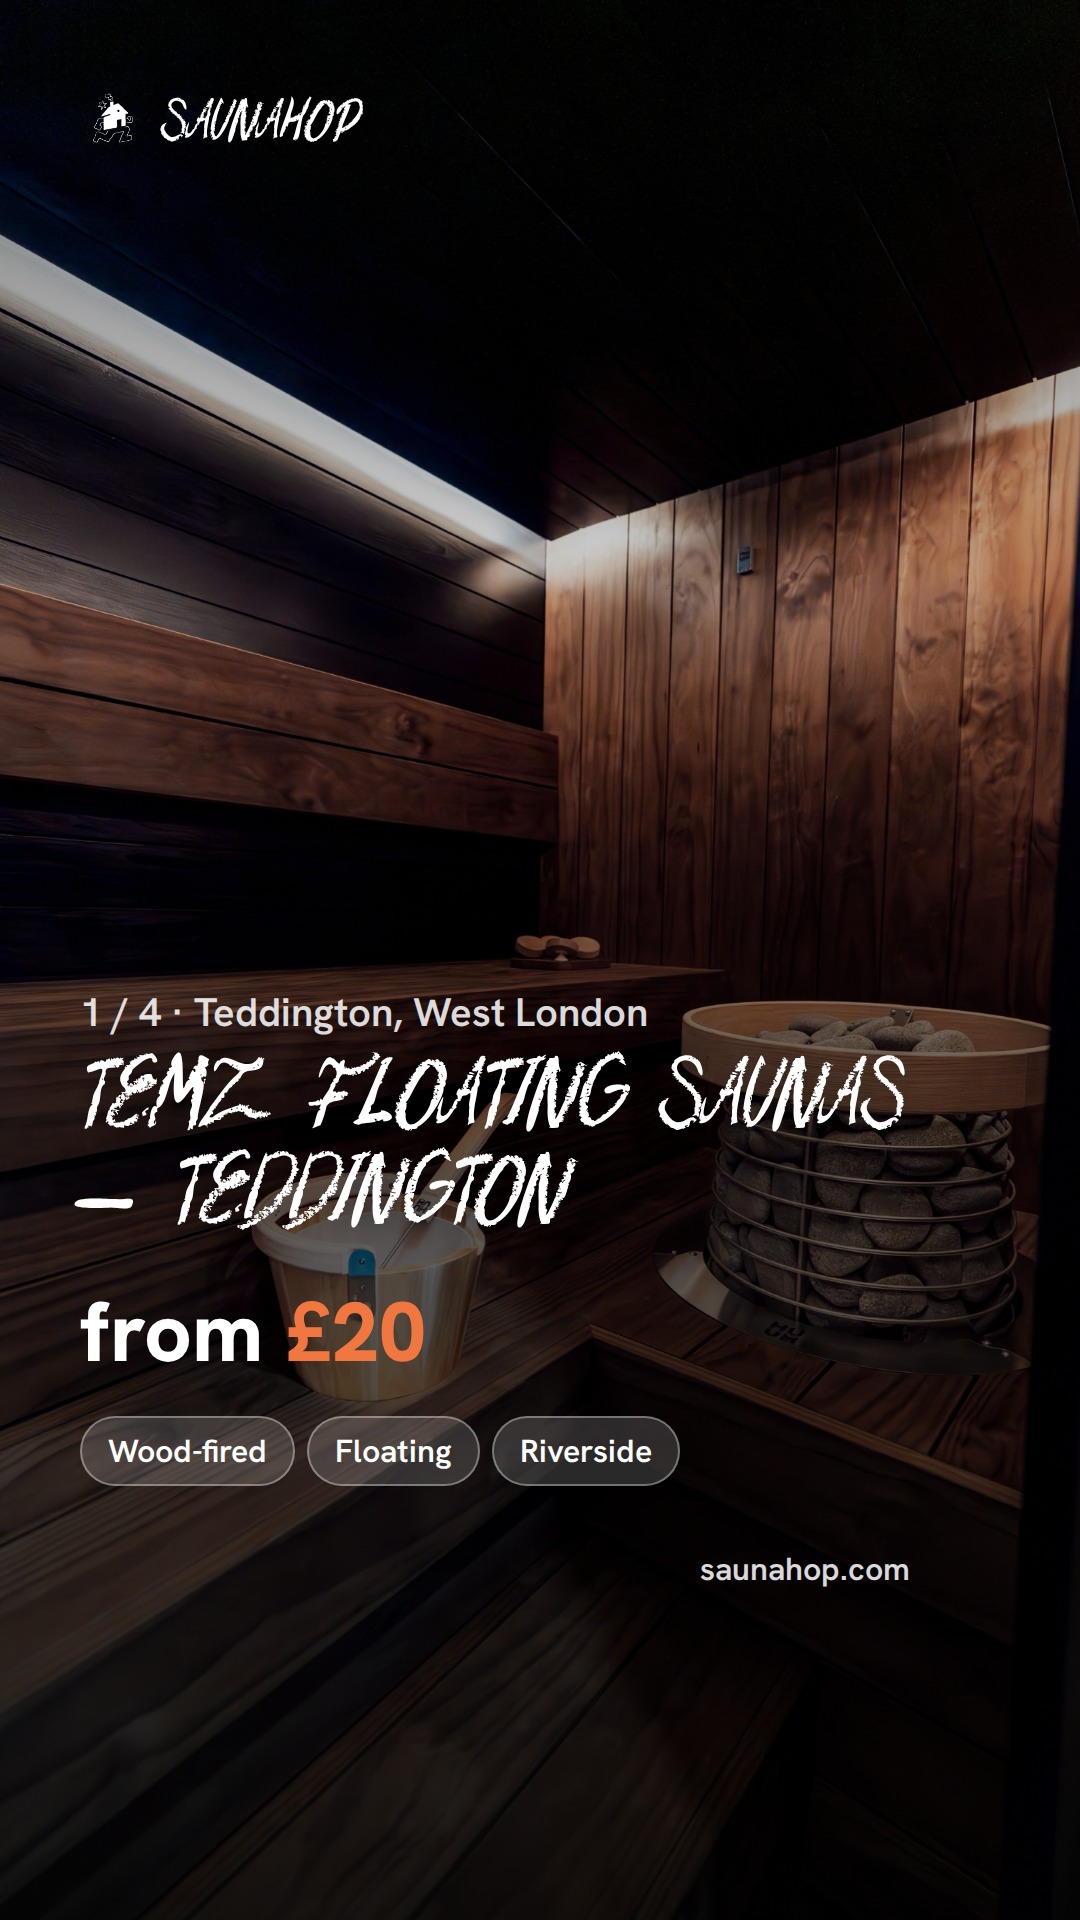 SAUNAHOP
1 / 4 · Teddington, West London
TEMZ FLOATING SAUNAS
– TEDDINGTON
from £20
Wood-fired
Floating
Riverside
saunahop.com